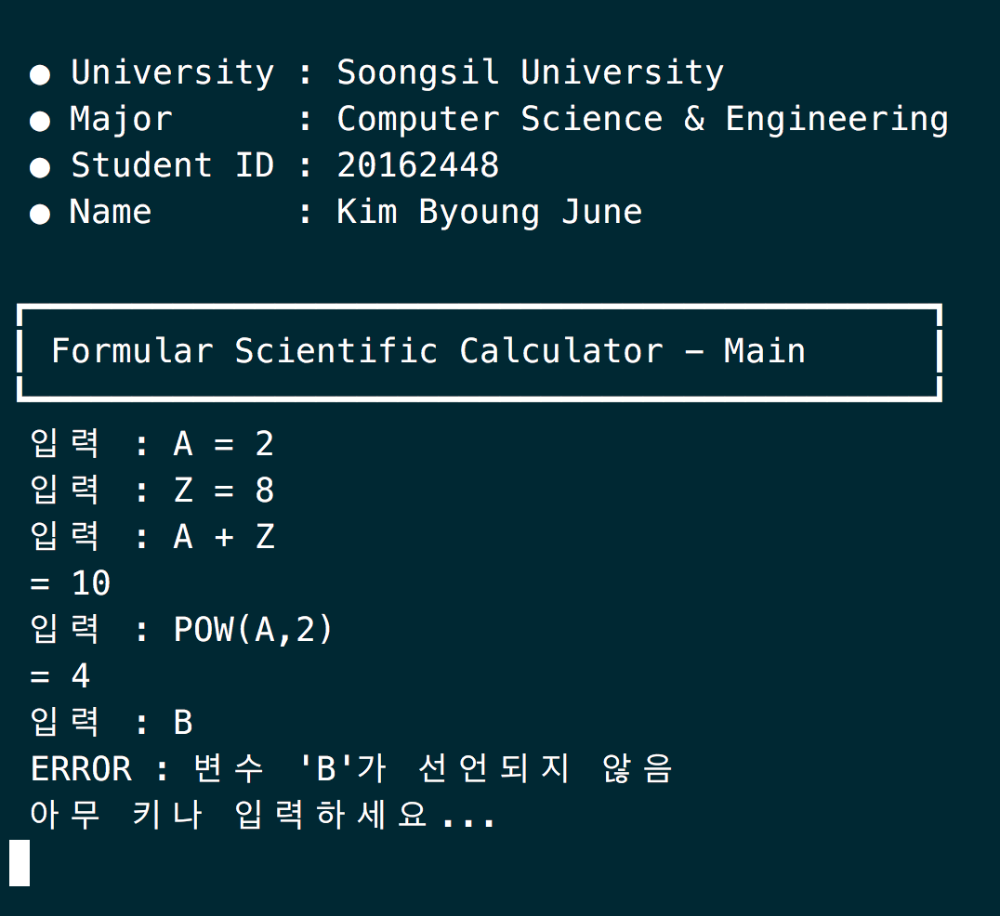 ● University : Soongsil University
● Major      : Computer Science & Engineering
● Student ID : 20162448
● Name       : Kim Byoung June
Formular Scientific Calculator - Main
입력 : A = 2
입력 : Z = 8
입력 : A + Z
= 10
입력 : POW(A,2)
= 4
입력 : B
ERROR : 변수 'B'가 선언되지 않음
아무 키나 입력하세요...